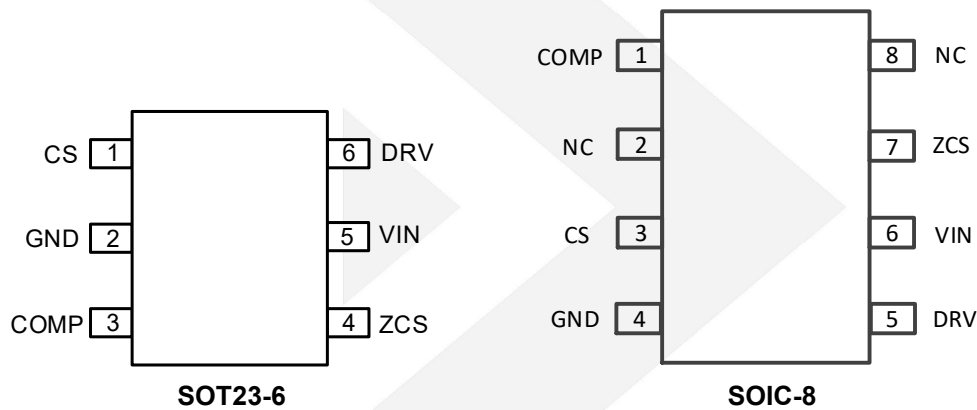 COMP 1 8 NC
NC 2 7 ZCS
CS 3 6 VIN
GND 4 5 DRV
SOIC-8
CS 1 6 DRV
GND 2 5 VIN
COMP 3 4 ZCS
SOT23-6